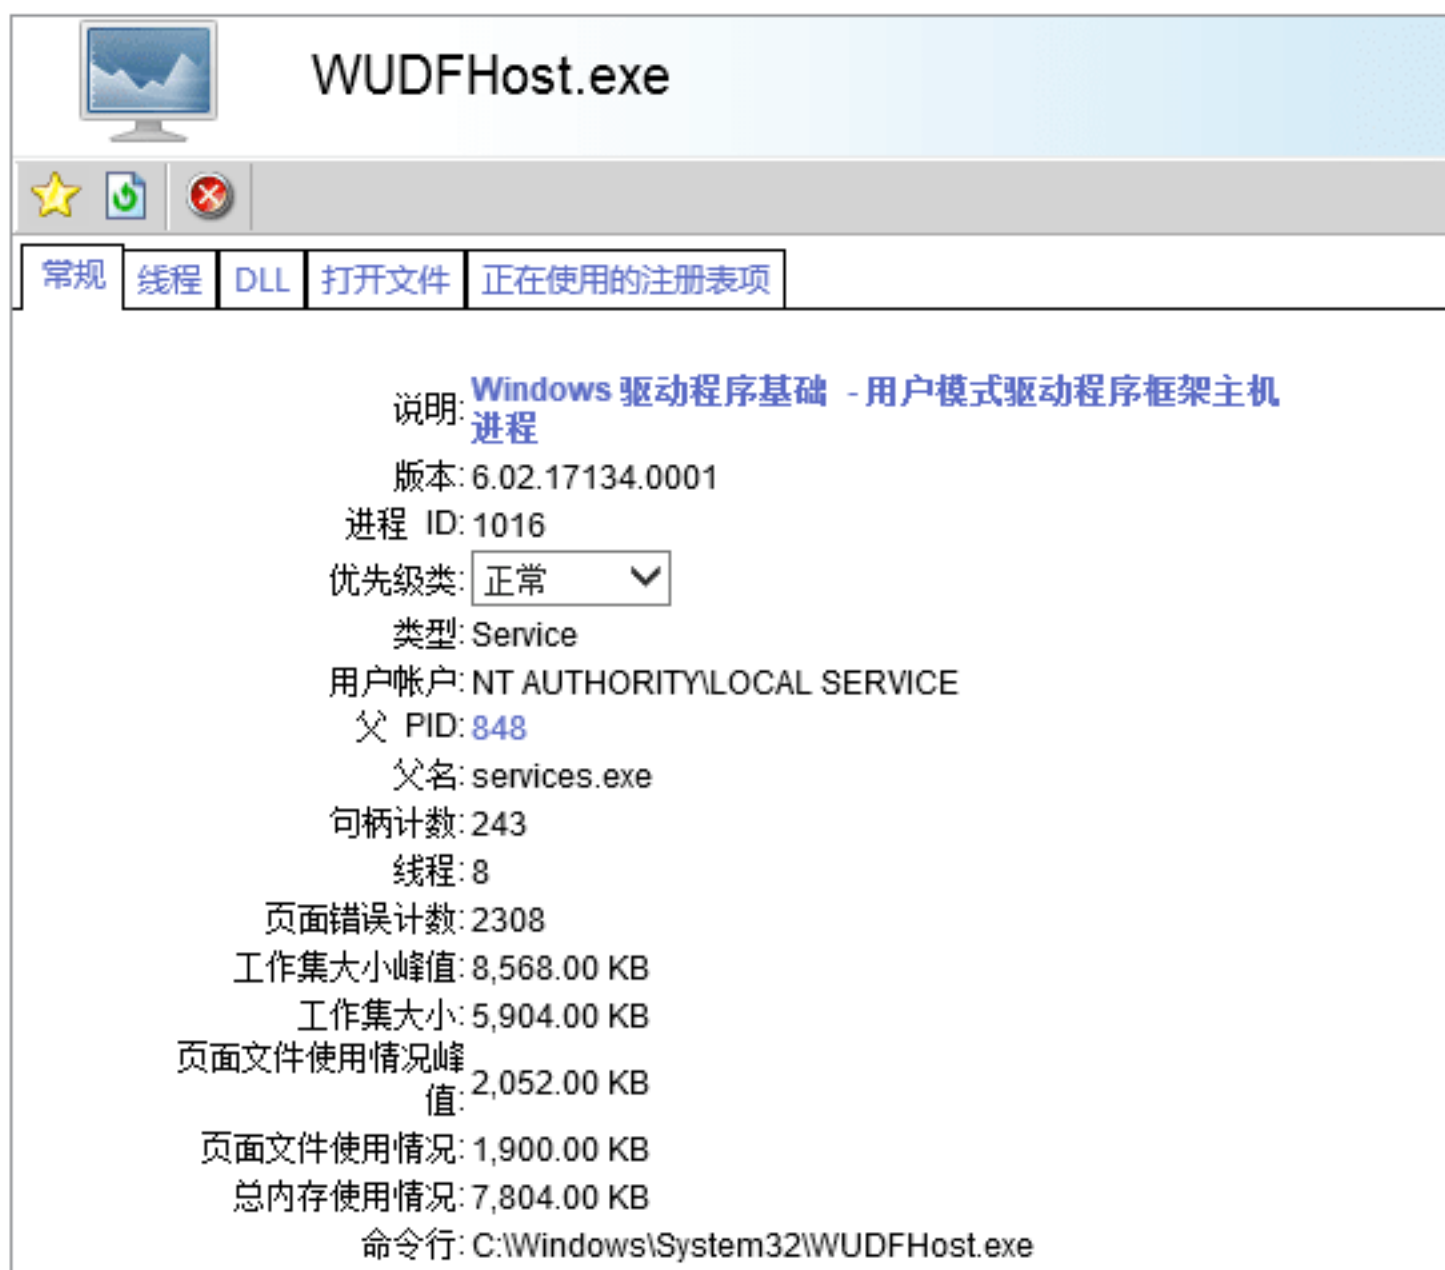 WUDFHost.exe
常规 线程 DLL 打开文件 正在使用的注册表项
说明: Windows 驱动程序基础 - 用户模式驱动程序框架主机
进程
版本: 6.02.17134.0001
进程 ID: 1016
优先级类: 正常
类型: Service
用户帐户: NT AUTHORITY\LOCAL SERVICE
父 PID: 848
父名: services.exe
句柄计数: 243
线程: 8
页面错误计数: 2308
工作集大小峰值: 8,568.00 KB
工作集大小: 5,904.00 KB
页面文件使用情况峰
值: 2,052.00 KB
页面文件使用情况: 1,900.00 KB
总内存使用情况: 7,804.00 KB
命令行: C:\Windows\System32\WUDFHost.exe